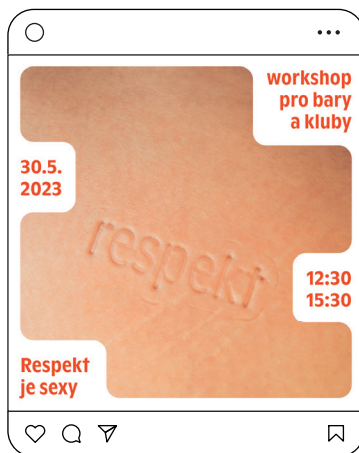 workshop
pro bary
a kluby
30.5.
2023
respekt
12:30
15:30
Respekt
je sexy